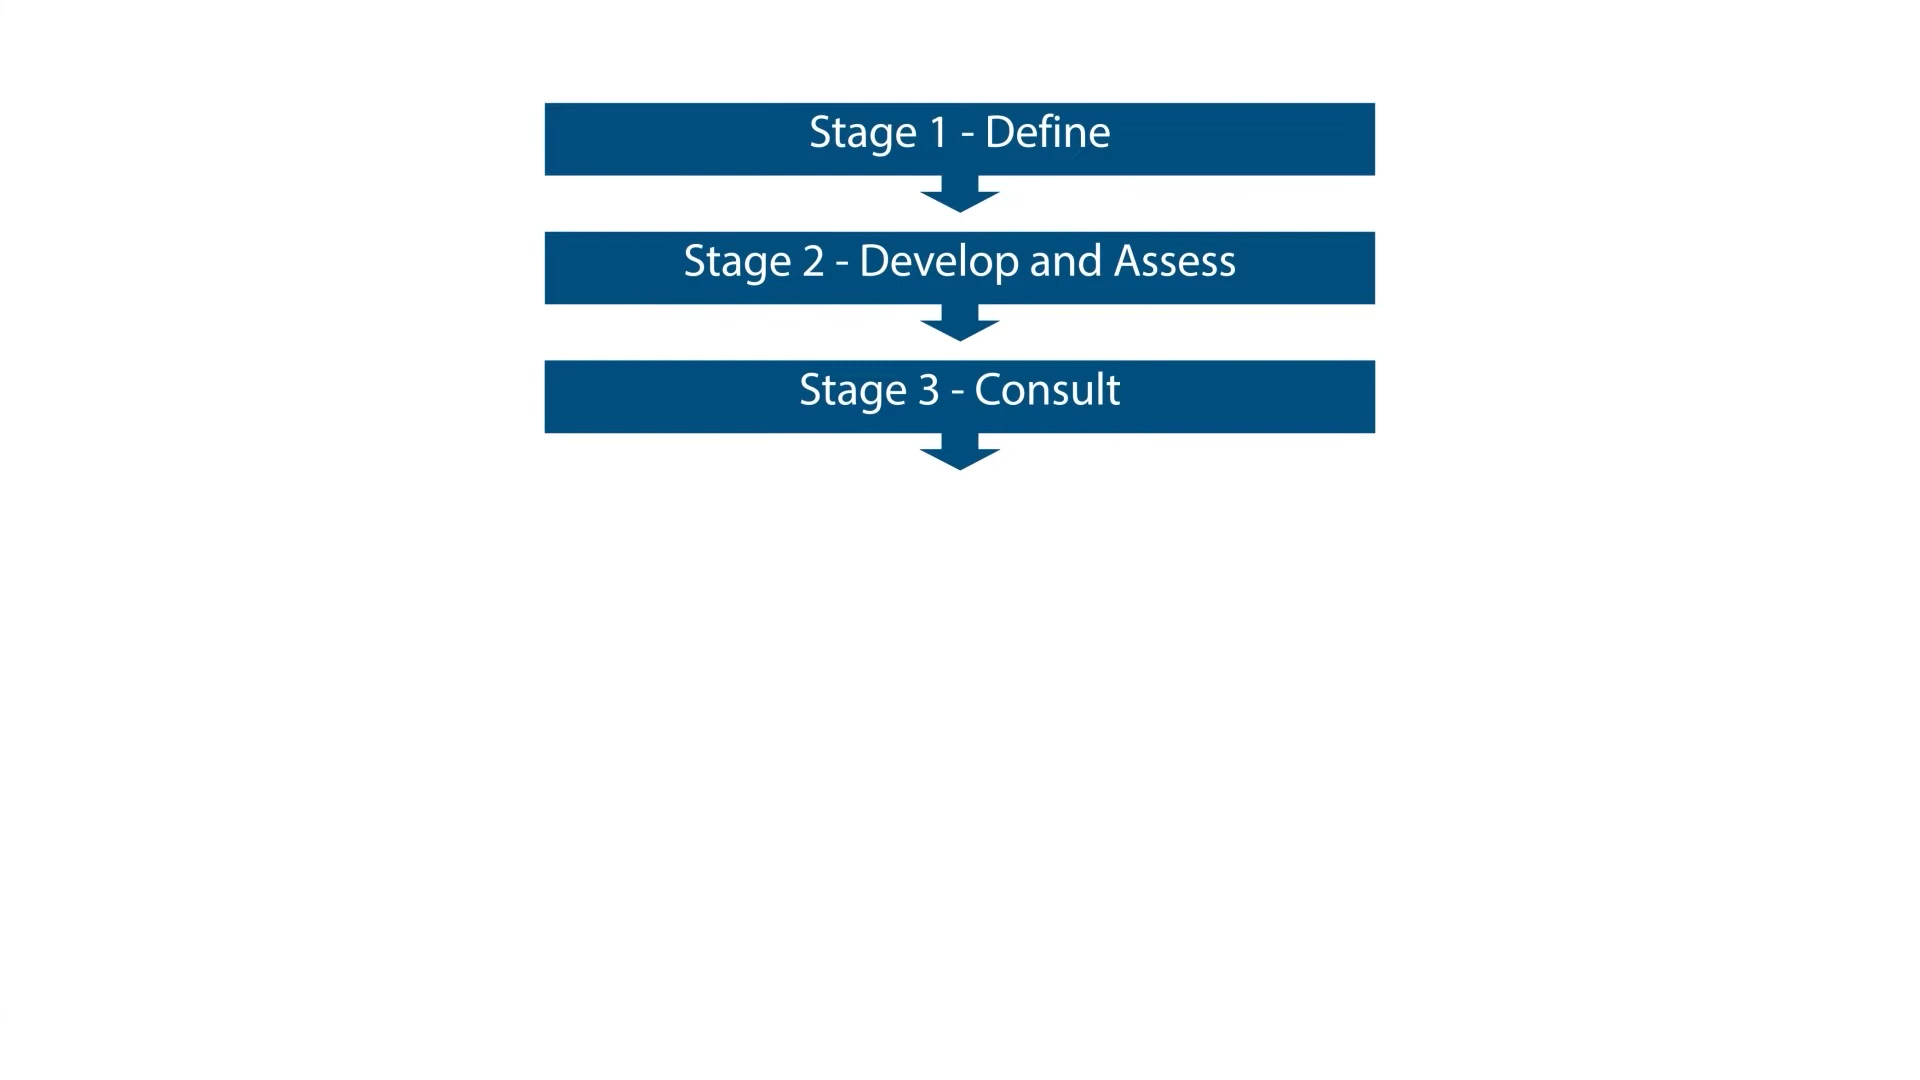 Stage 1 - Define
Stage 2 - Develop and Assess
Stage 3 - Consult